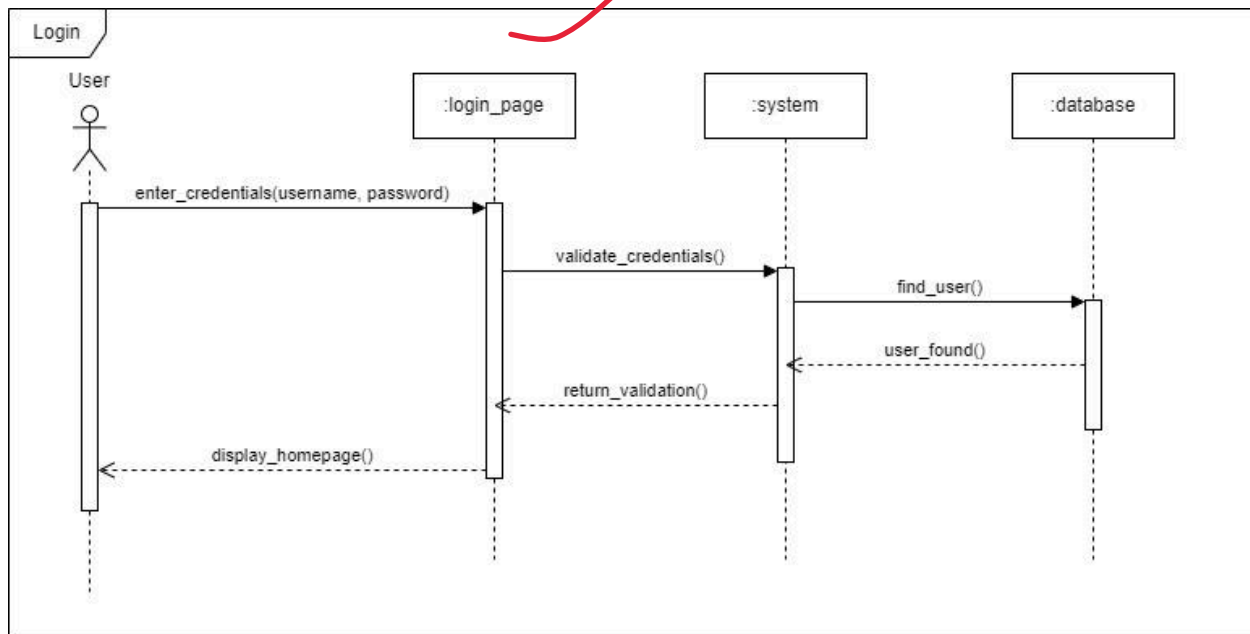 Login
User
:login_page
:system
:database
enter_credentials(username, password)
validate_credentials()
find_user()
user_found()
return_validation()
display_homepage()